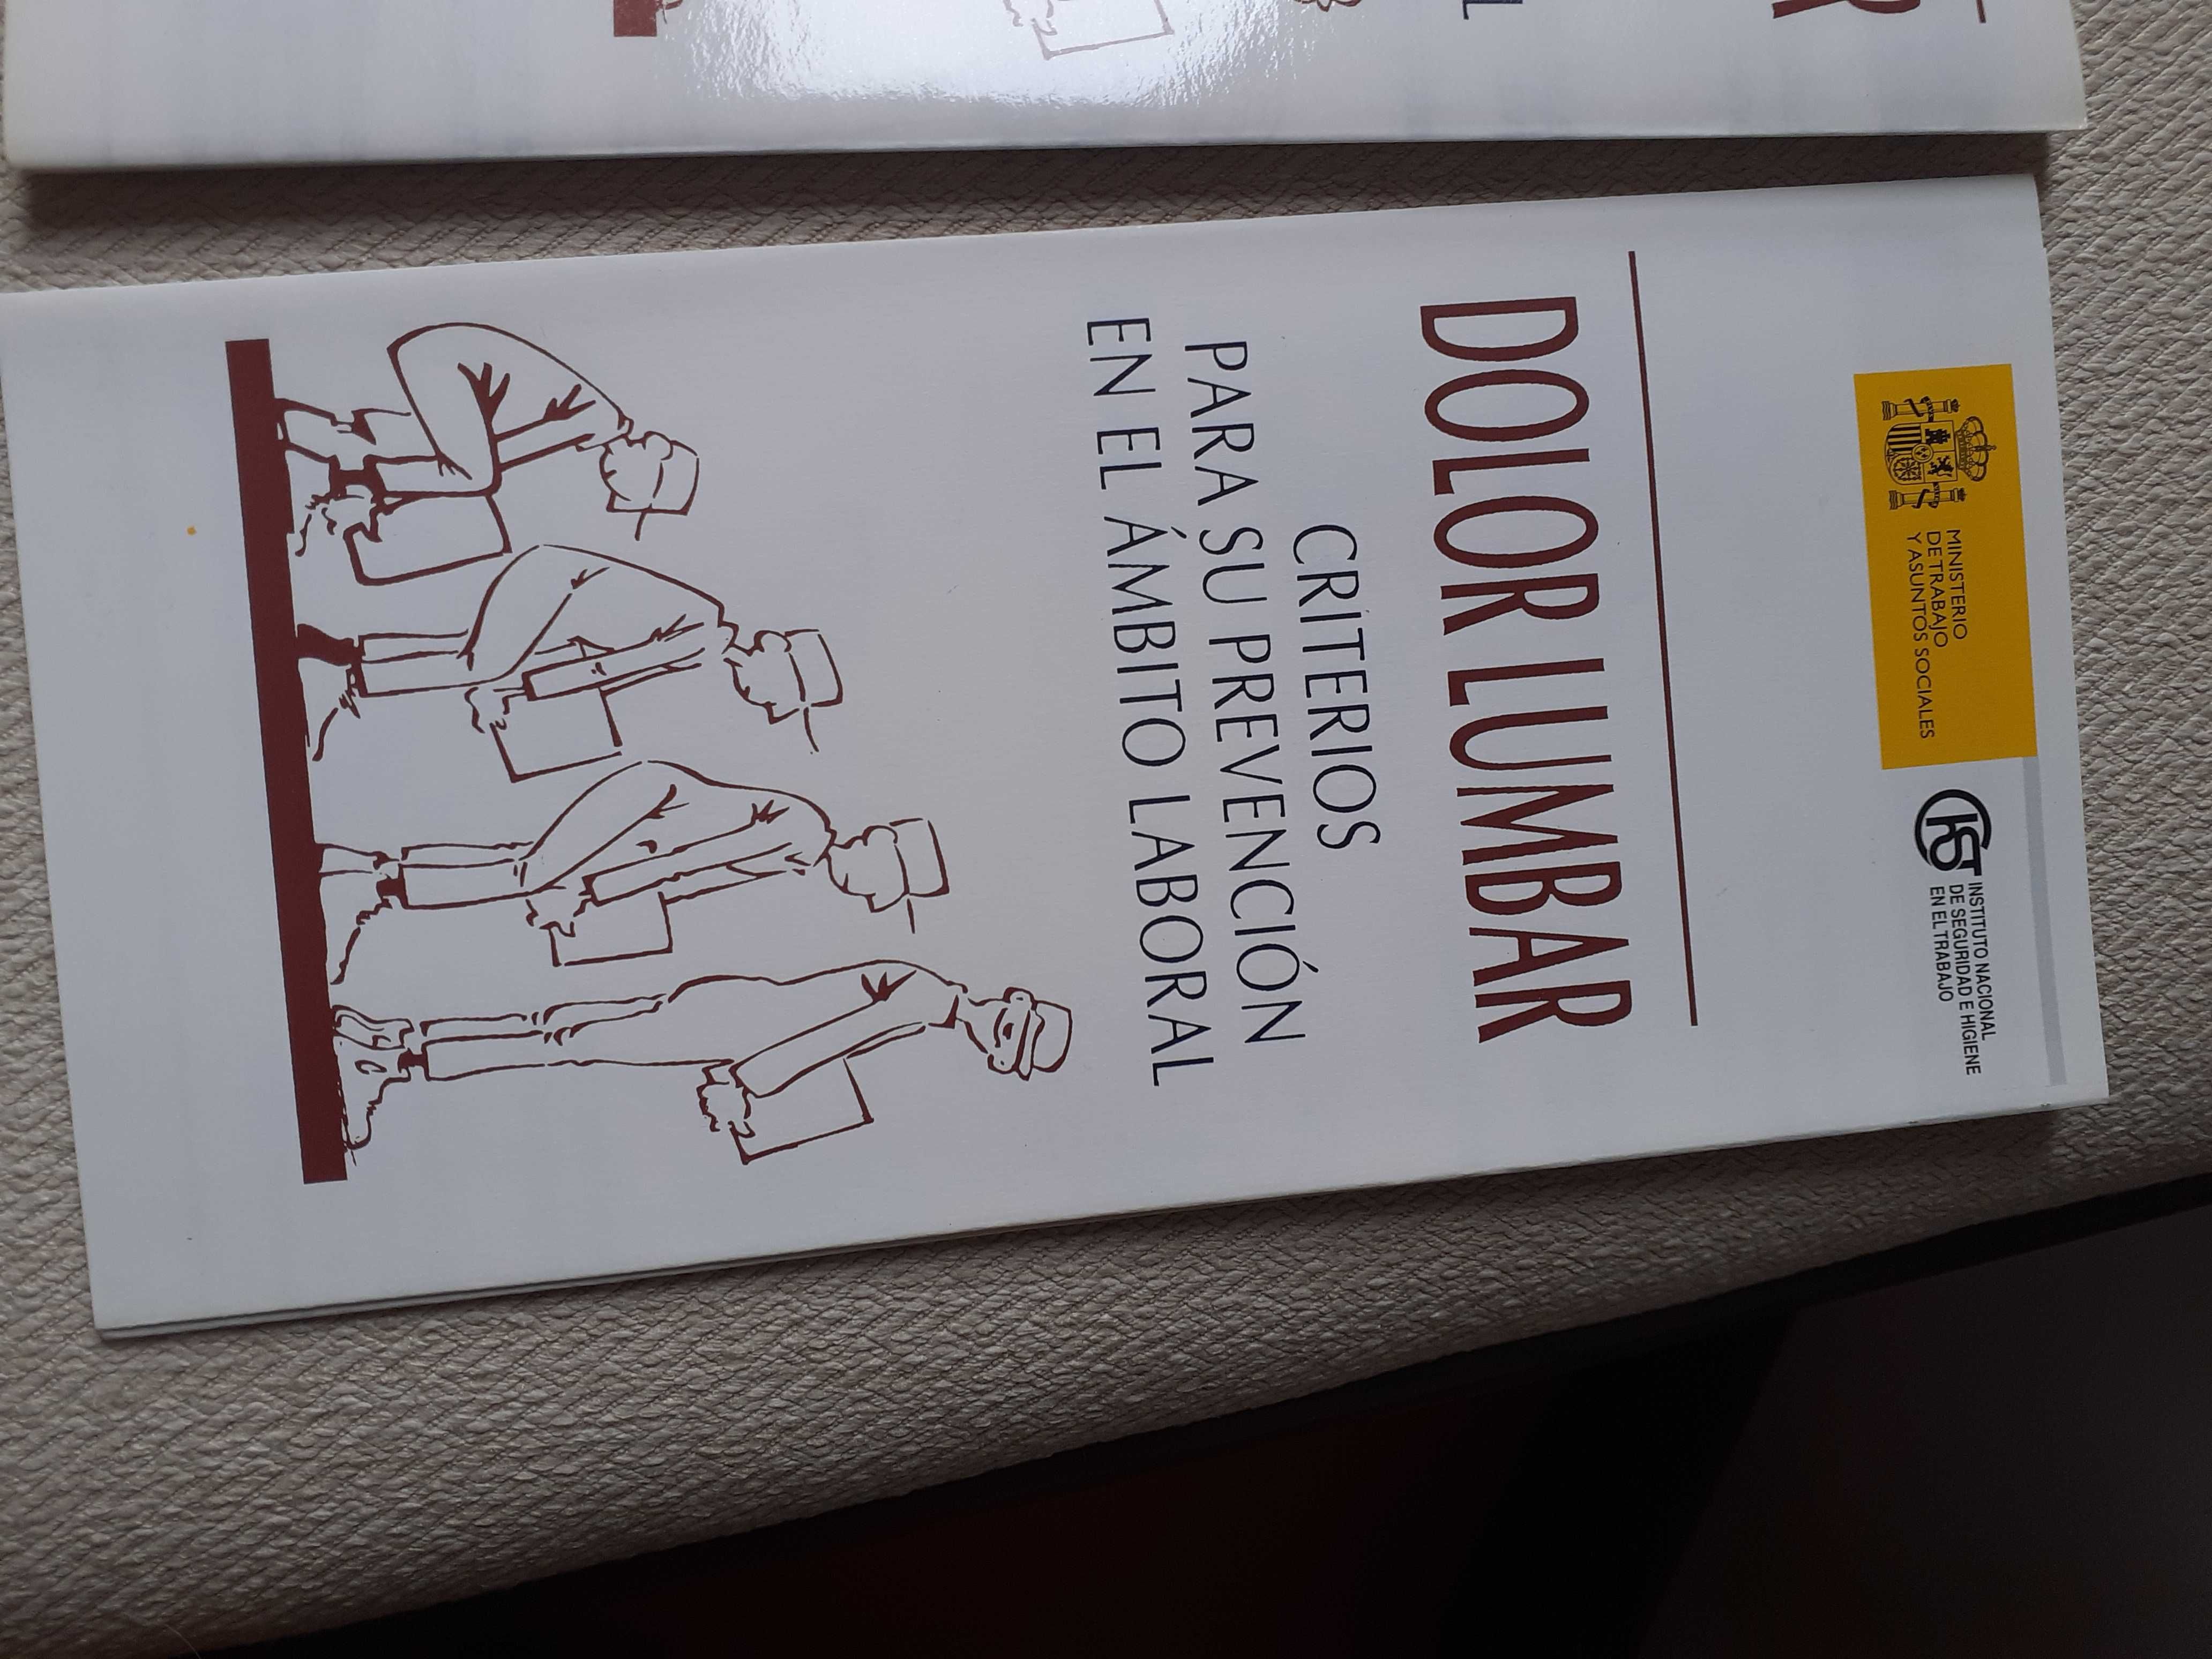 MINISTERIO
DE TRABAJO
Y ASUNTOS SOCIALES
INSTITUTO NACIONAL
DE SEGURIDAD E HIGIENE
EN EL TRABAJO
DOLOR LUMBAR
CRITERIOS
PARA SU PREVENCIÓN
EN EL ÁMBITO LABORAL
R
L